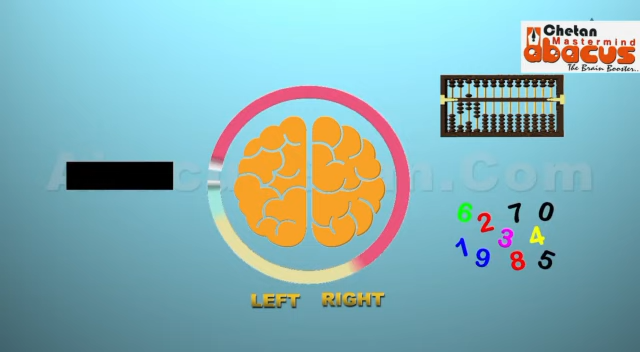 Chetan
Mastermind
abacus
The Brain Booster..
6 2 7 0
1 9 3 4
8 5
LEFT RIGHT